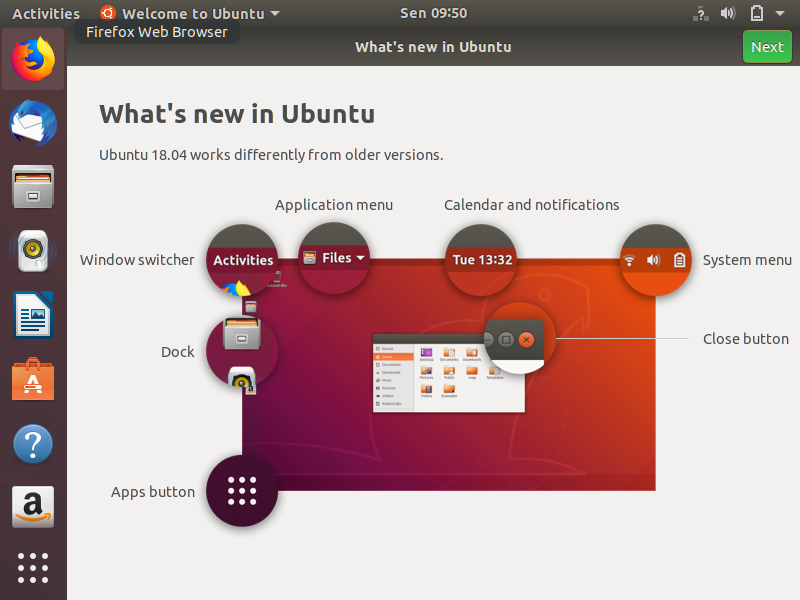 Activities
Welcome to Ubuntu
Sen 09:50
Firefox Web Browser
What's new in Ubuntu
Next
What's new in Ubuntu
Ubuntu 18.04 works differently from older versions.
Application menu
Calendar and notifications
Window switcher
Activities
Files
Tue 13:32
System menu
Dock
Close button
Apps button